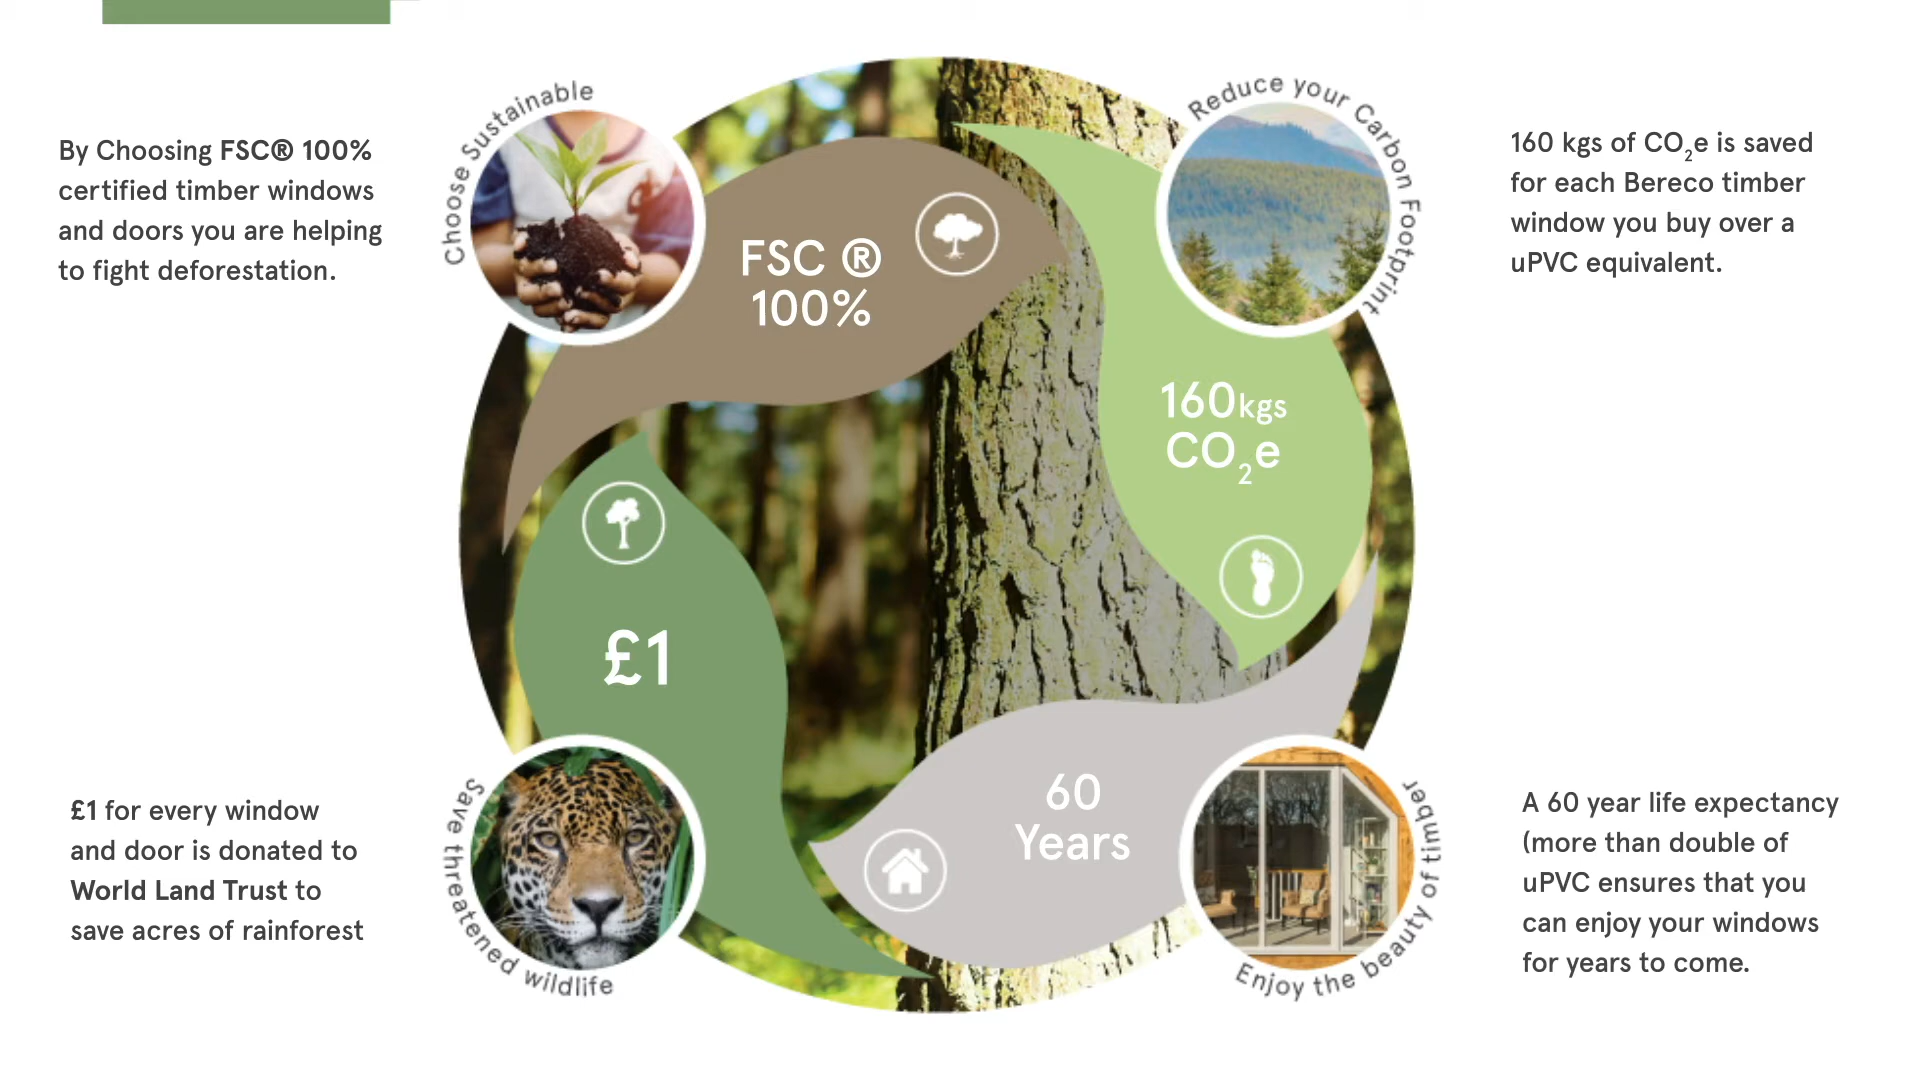 By Choosing FSC® 100%
certified timber windows
and doors you are helping
to fight deforestation.
Choose Sustainable
FSC ®
100%
Reduce your Carbon Footprint
160kgs
CO₂e
160 kgs of CO₂e is saved
for each Bereco timber
window you buy over a
uPVC equivalent.
£1
Save threatened wildlife
£1 for every window
and door is donated to
World Land Trust to
save acres of rainforest
60
Years
Enjoy the beauty of timber
A 60 year life expectancy
(more than double of
uPVC ensures that you
can enjoy your windows
for years to come.